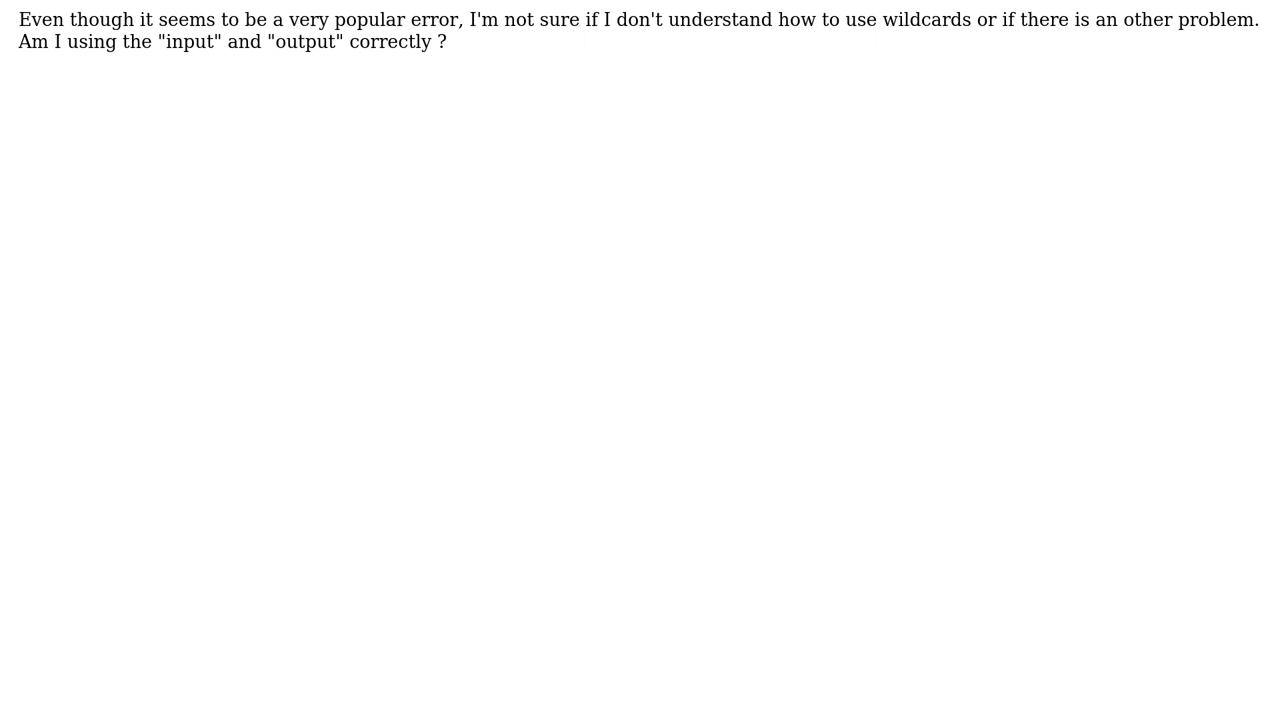 Even though it seems to be a very popular error, I'm not sure if I don't understand how to use wildcards or if there is an other problem.
Am I using the "input" and "output" correctly ?